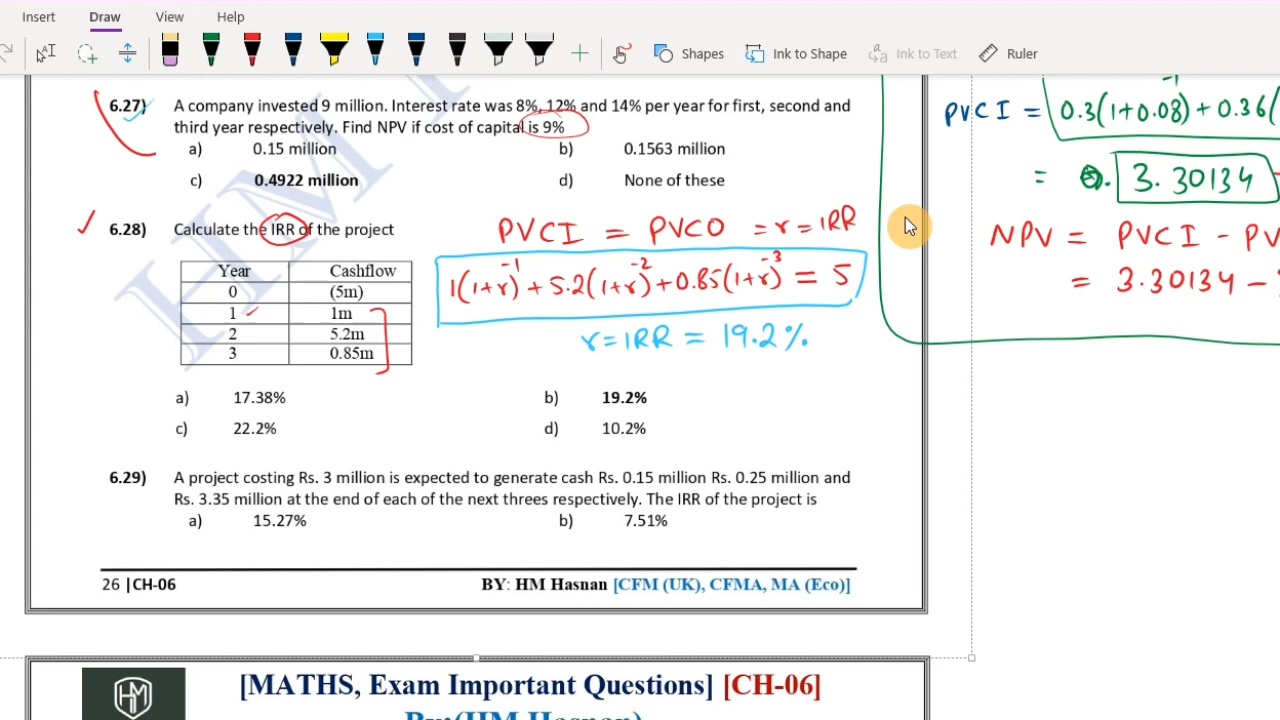 Insert Draw View Help
Shapes Ink to Shape Ink to Text Ruler
6.27) A company invested 9 million. Interest rate was 8%, 12% and 14% per year for first, second and
third year respectively. Find NPV if cost of capital is 9%
a) 0.15 million b) 0.1563 million
c) 0.4922 million d) None of these
6.28) Calculate the IRR of the project
PVCI = PVCO = r = IRR
Year Cashflow
0 (5m)
1 1m
2 5.2m
3 0.85m
1(1+r)^-1 + 5.2(1+r)^-2 + 0.85(1+r)^-3 = 5
r = IRR = 19.2%
a) 17.38% b) 19.2%
c) 22.2% d) 10.2%
6.29) A project costing Rs. 3 million is expected to generate cash Rs. 0.15 million Rs. 0.25 million and
Rs. 3.35 million at the end of each of the next threes respectively. The IRR of the project is
a) 15.27% b) 7.51%
26 |CH-06 BY: HM Hasnan [CFM (UK), CFMA, MA (Eco)]
PVCI = 0.3(1+0.08)^-1 + 0.36(
= 3.30134
NPV = PVCI - PV
= 3.30134 -
HM
[MATHS, Exam Important Questions] [CH-06]
By:(HM Hasnan)